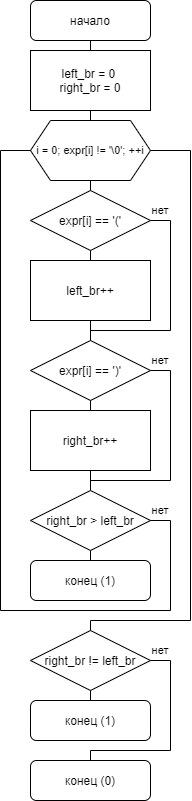 начало
left_br = 0
right_br = 0
i = 0; expr[i] != '\0'; ++i
expr[i] == '('
нет
left_br++
expr[i] == ')'
нет
right_br++
right_br > left_br
нет
конец (1)
right_br != left_br
нет
конец (1)
конец (0)